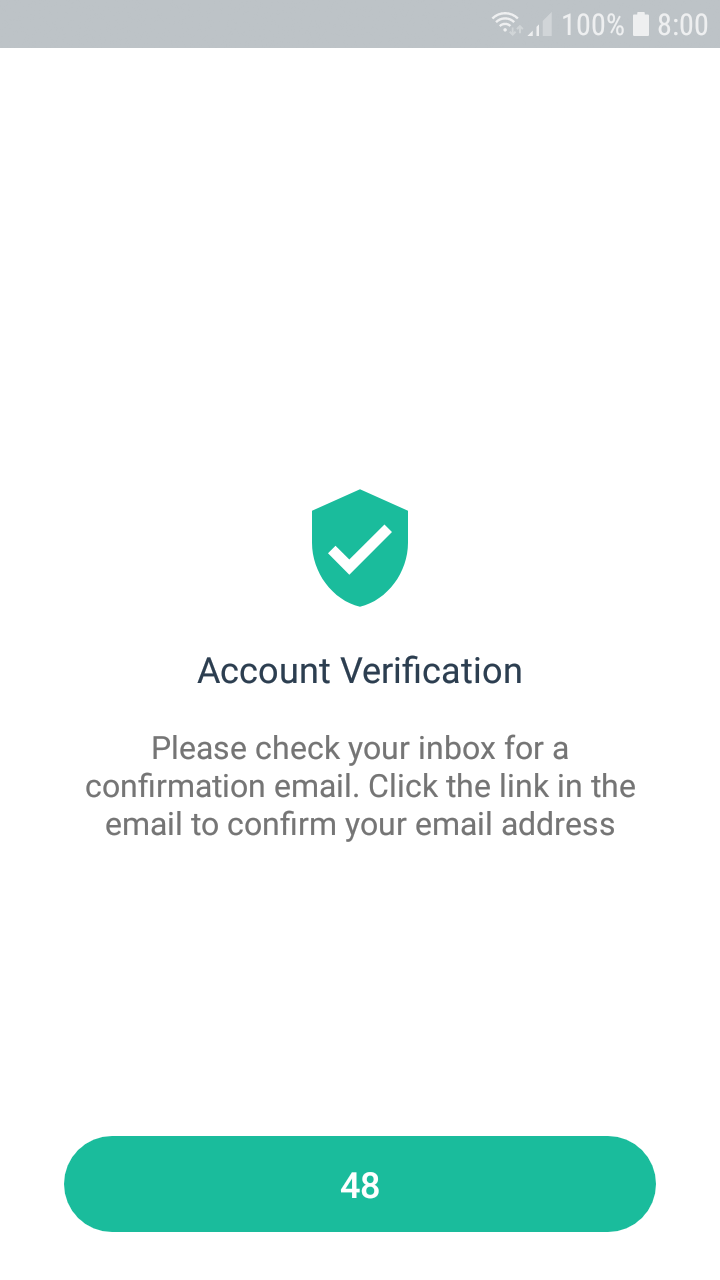 100% 8:00
Account Verification
Please check your inbox for a
confirmation email. Click the link in the
email to confirm your email address
48